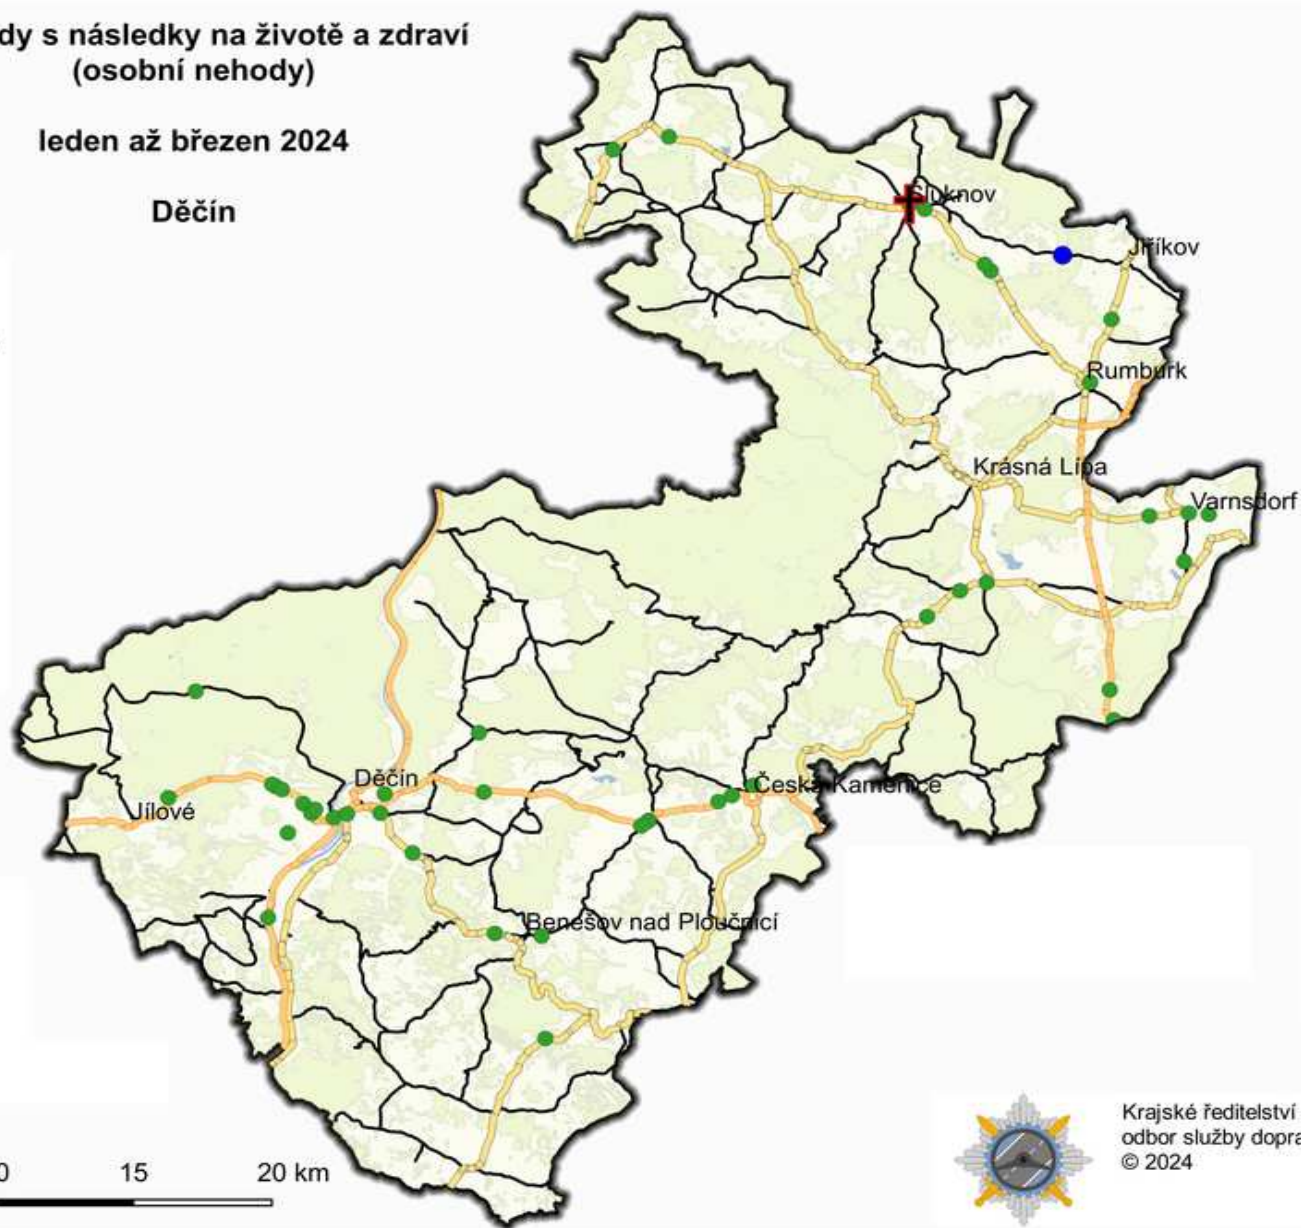 dy s následky na životě a zdraví
(osobní nehody)
leden až březen 2024
Děčín
Šluknov
Jiříkov
Rumburk
Krásná Lípa
Varnsdorf
Děčín
Česká Kamenice
Jílové
Benešov nad Ploučnicí
0 15 20 km
Krajské ředitelství
odbor služby dopra
© 2024